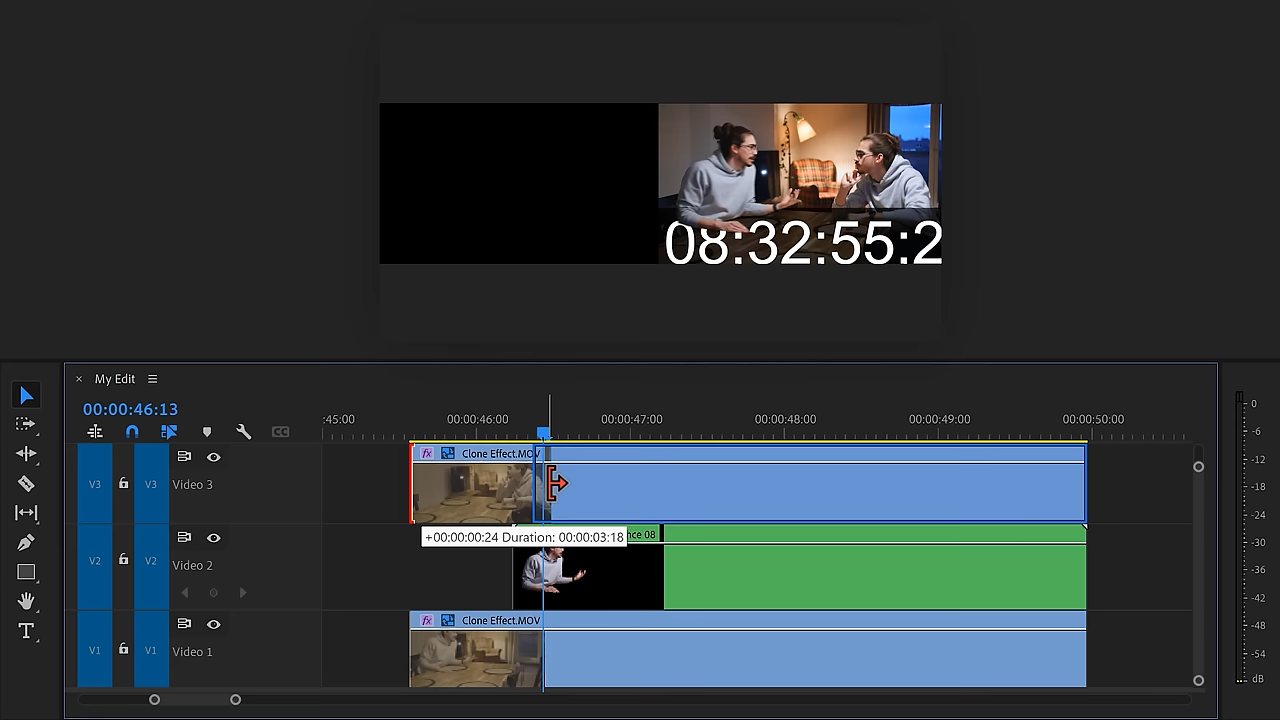 08:32:55:2
× My Edit
00:00:46:13
:45:00 00:00:46:00 00:00:47:00 00:00:48:00 00:00:49:00 00:00:50:00
CC
fx Clone Effect.MOV
V3 V3 Video 3
+00:00:00:24 Duration: 00:00:03:18
nce 08
V2 V2 Video 2
fx Clone Effect.MOV
V1 V1 Video 1
T
0
-6
-12
-18
-24
-30
-36
-42
-48
-54
dB